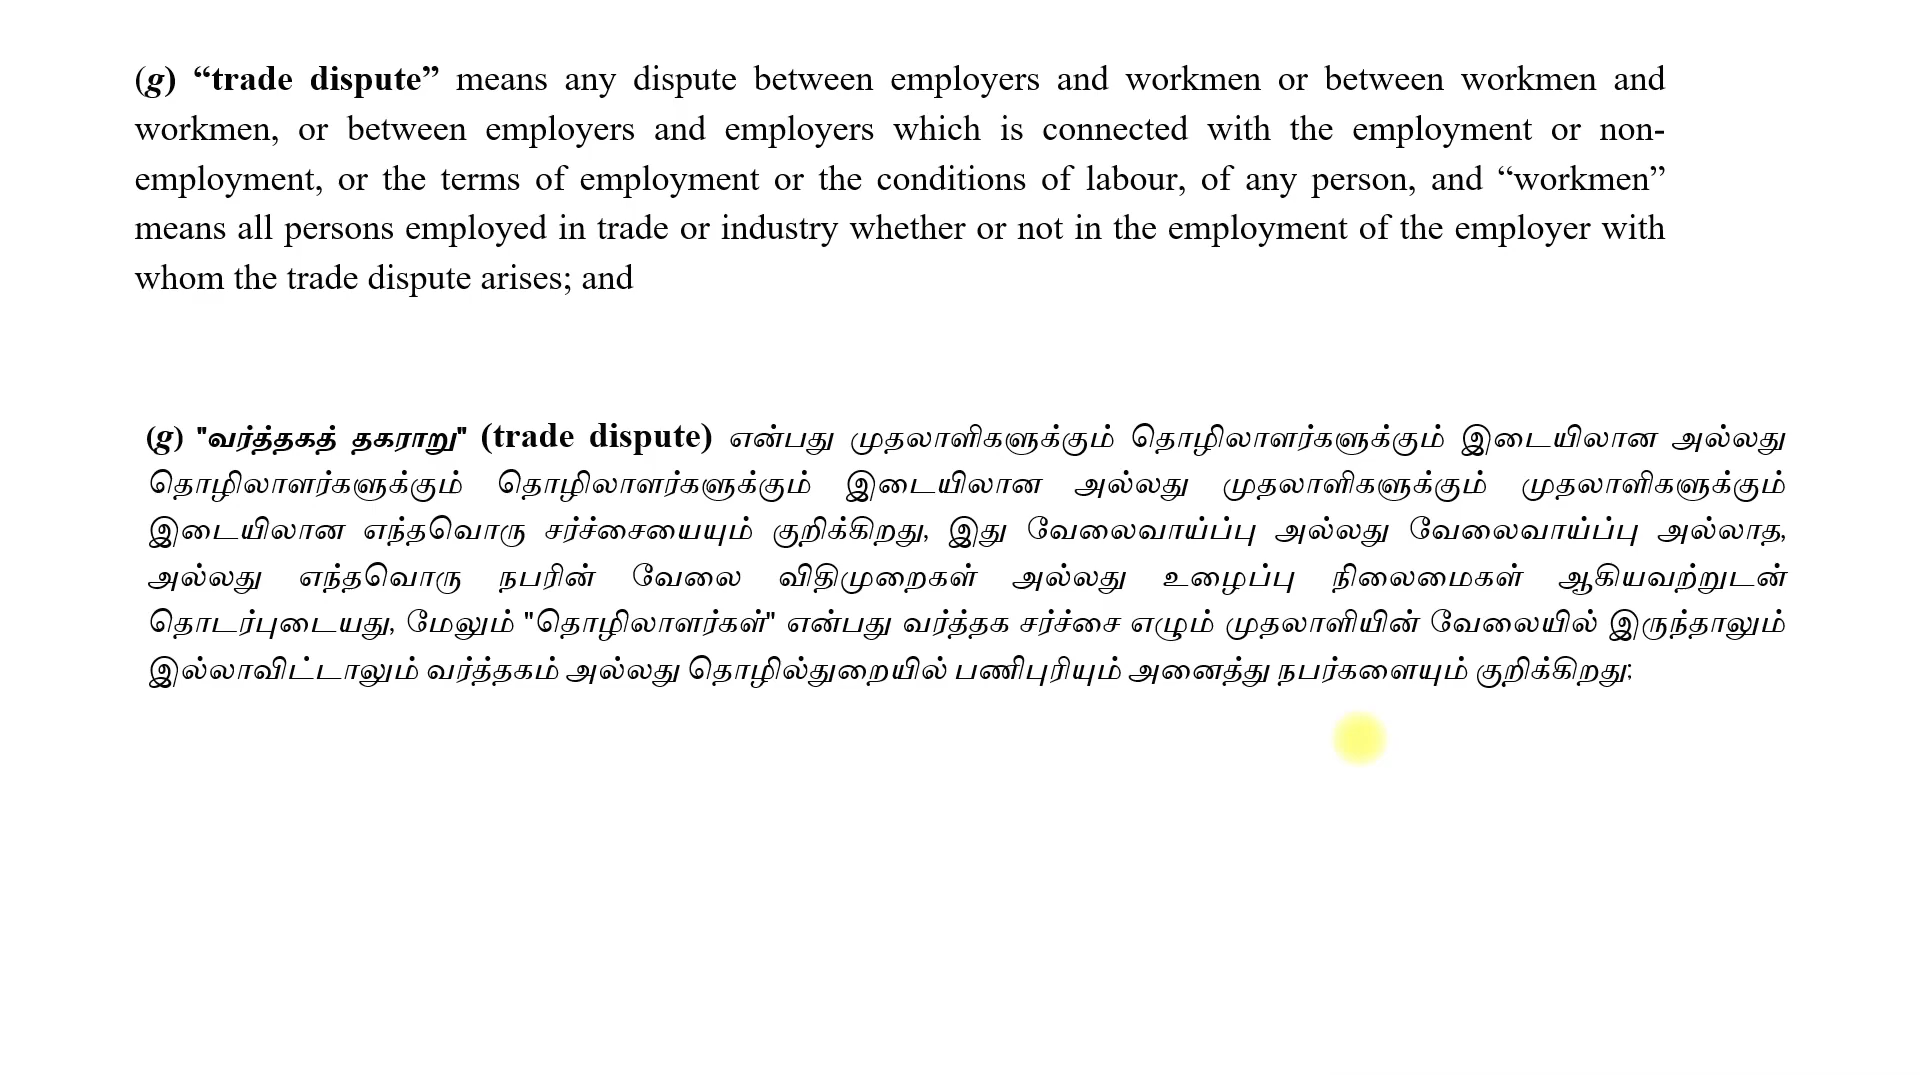 (g) “trade dispute” means any dispute between employers and workmen or between workmen and
workmen, or between employers and employers which is connected with the employment or non-
employment, or the terms of employment or the conditions of labour, of any person, and “workmen”
means all persons employed in trade or industry whether or not in the employment of the employer with
whom the trade dispute arises; and
(g) "வர்த்தகத் தகராறு" (trade dispute) என்பது முதலாளிகளுக்கும் தொழிலாளர்களுக்கும் இடையிலான அல்லது
தொழிலாளர்களுக்கும் தொழிலாளர்களுக்கும் இடையிலான அல்லது முதலாளிகளுக்கும் முதலாளிகளுக்கும்
இடையிலான எந்தவொரு சர்ச்சையையும் குறிக்கிறது, இது வேலைவாய்ப்பு அல்லது வேலைவாய்ப்பு அல்லாத,
அல்லது எந்தவொரு நபரின் வேலை விதிமுறைகள் அல்லது உழைப்பு நிலைமைகள் ஆகியவற்றுடன்
தொடர்புடையது, மேலும் "தொழிலாளர்கள்" என்பது வர்த்தக சர்ச்சை எழும் முதலாளியின் வேலையில் இருந்தாலும்
இல்லாவிட்டாலும் வர்த்தகம் அல்லது தொழில்துறையில் பணிபுரியும் அனைத்து நபர்களையும் குறிக்கிறது;